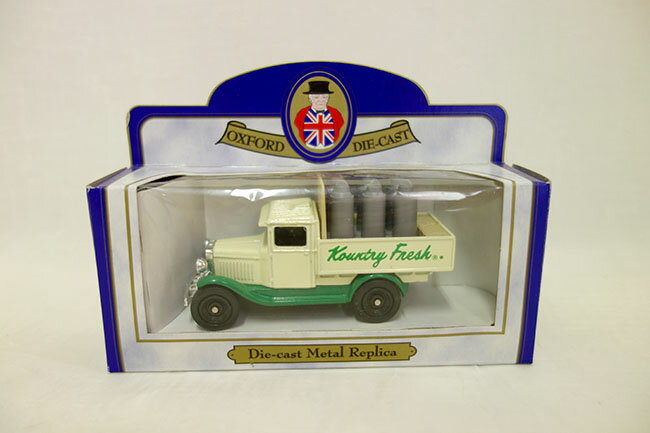 OXFORD DIE-CAST
Kountry Fresh®
Die-cast Metal Replica